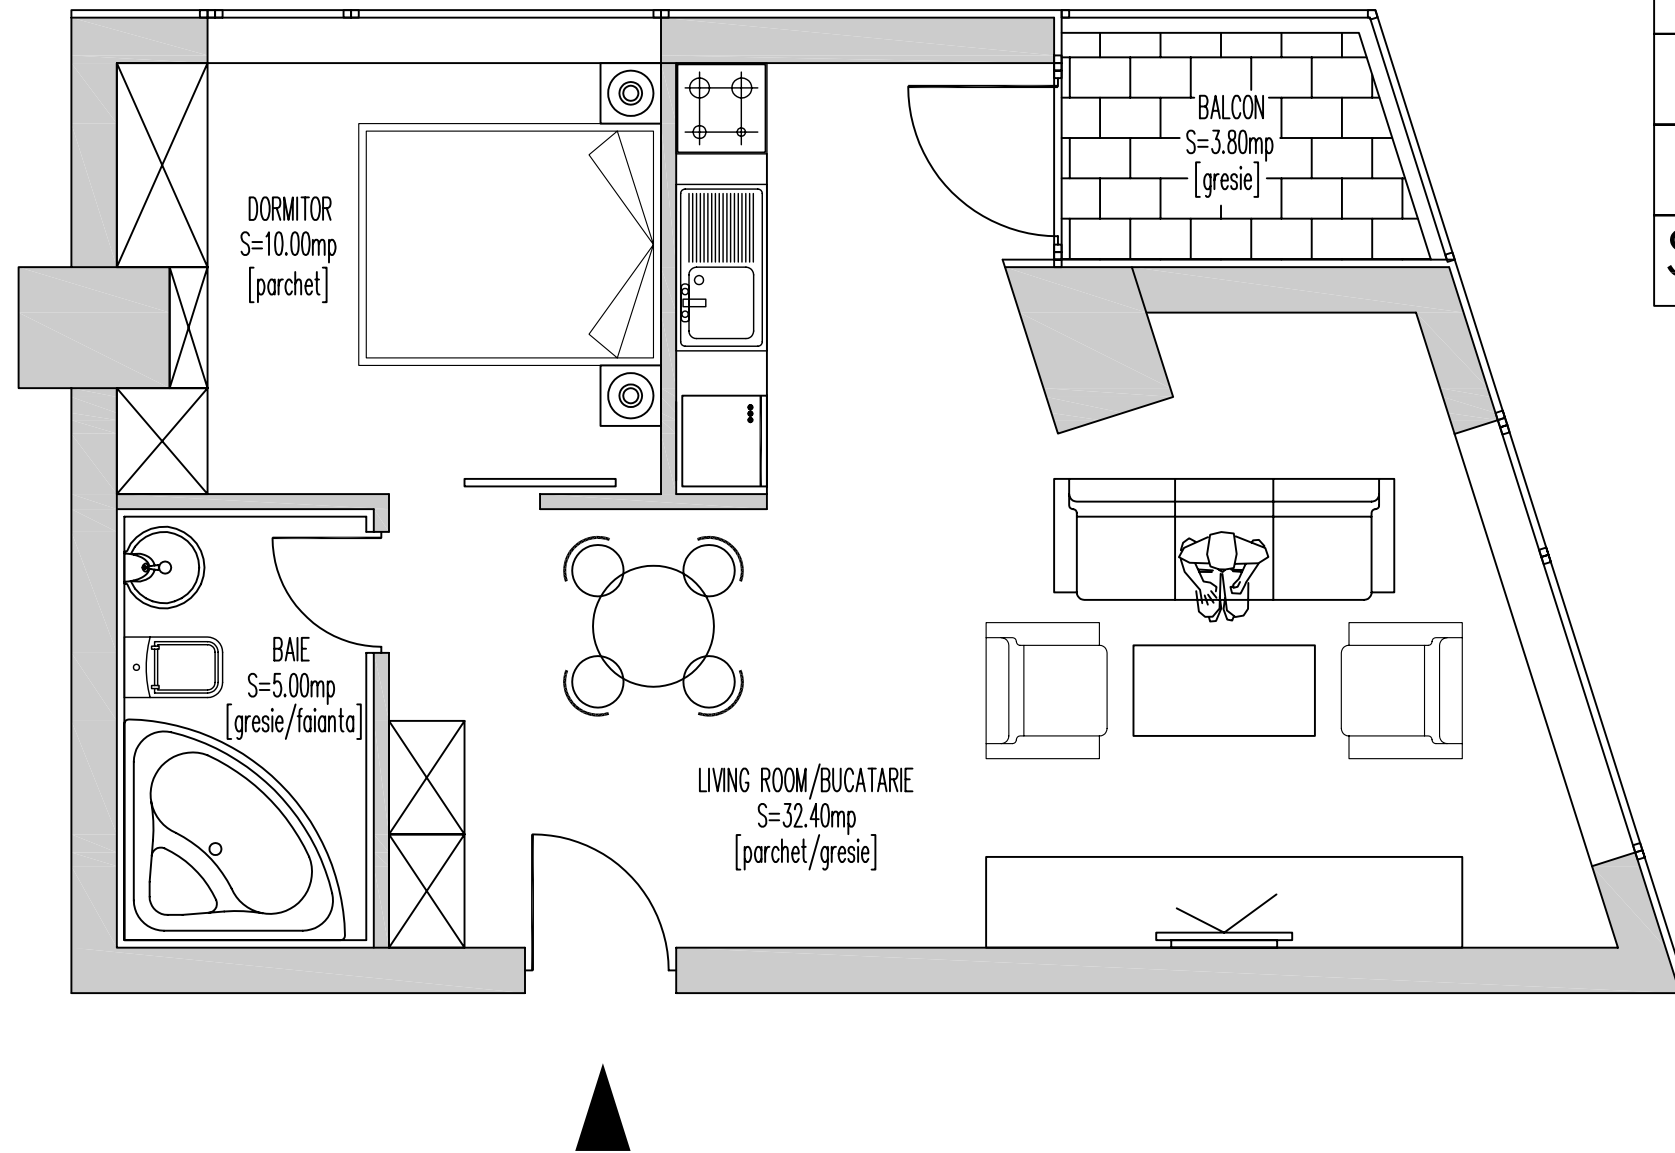 DORMITOR
S=10.00mp
[parchet]
BALCON
S=3.80mp
[gresie]
BAIE
S=5.00mp
[gresie/faianta]
LIVING ROOM/BUCATARIE
S=32.40mp
[parchet/gresie]